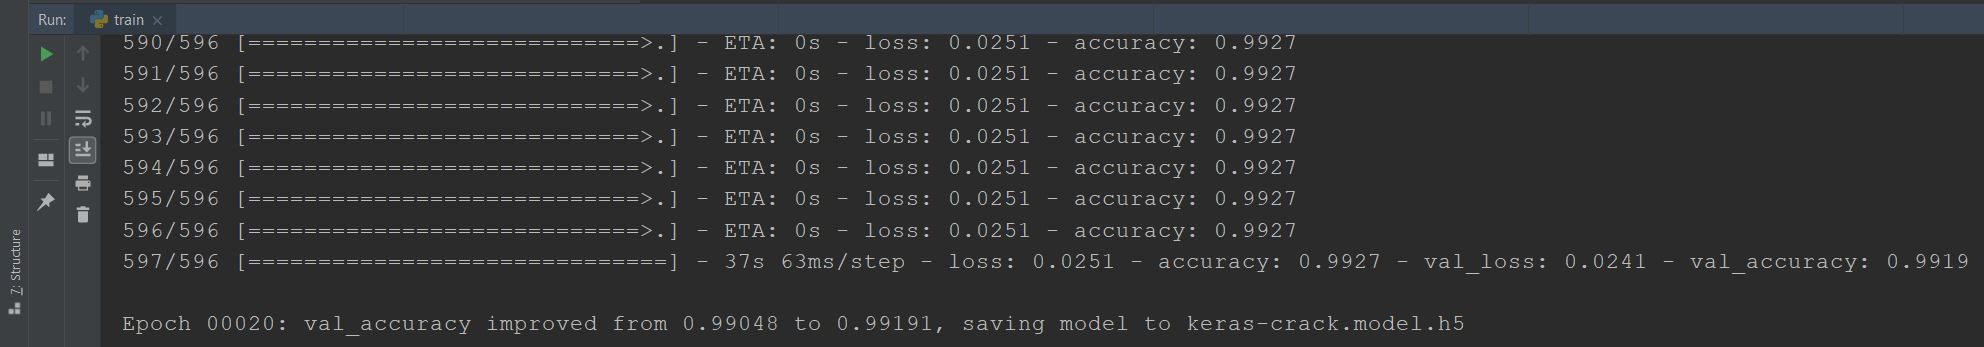 Run: train
590/596 [============================>.] - ETA: 0s - loss: 0.0251 - accuracy: 0.9927
591/596 [============================>.] - ETA: 0s - loss: 0.0251 - accuracy: 0.9927
592/596 [============================>.] - ETA: 0s - loss: 0.0251 - accuracy: 0.9927
593/596 [============================>.] - ETA: 0s - loss: 0.0251 - accuracy: 0.9927
594/596 [============================>.] - ETA: 0s - loss: 0.0251 - accuracy: 0.9927
595/596 [============================>.] - ETA: 0s - loss: 0.0251 - accuracy: 0.9927
596/596 [============================>.] - ETA: 0s - loss: 0.0251 - accuracy: 0.9927
597/596 [==============================] - 37s 63ms/step - loss: 0.0251 - accuracy: 0.9927 - val_loss: 0.0241 - val_accuracy: 0.9919
Epoch 00020: val_accuracy improved from 0.99048 to 0.99191, saving model to keras-crack.model.h5
7: Structure